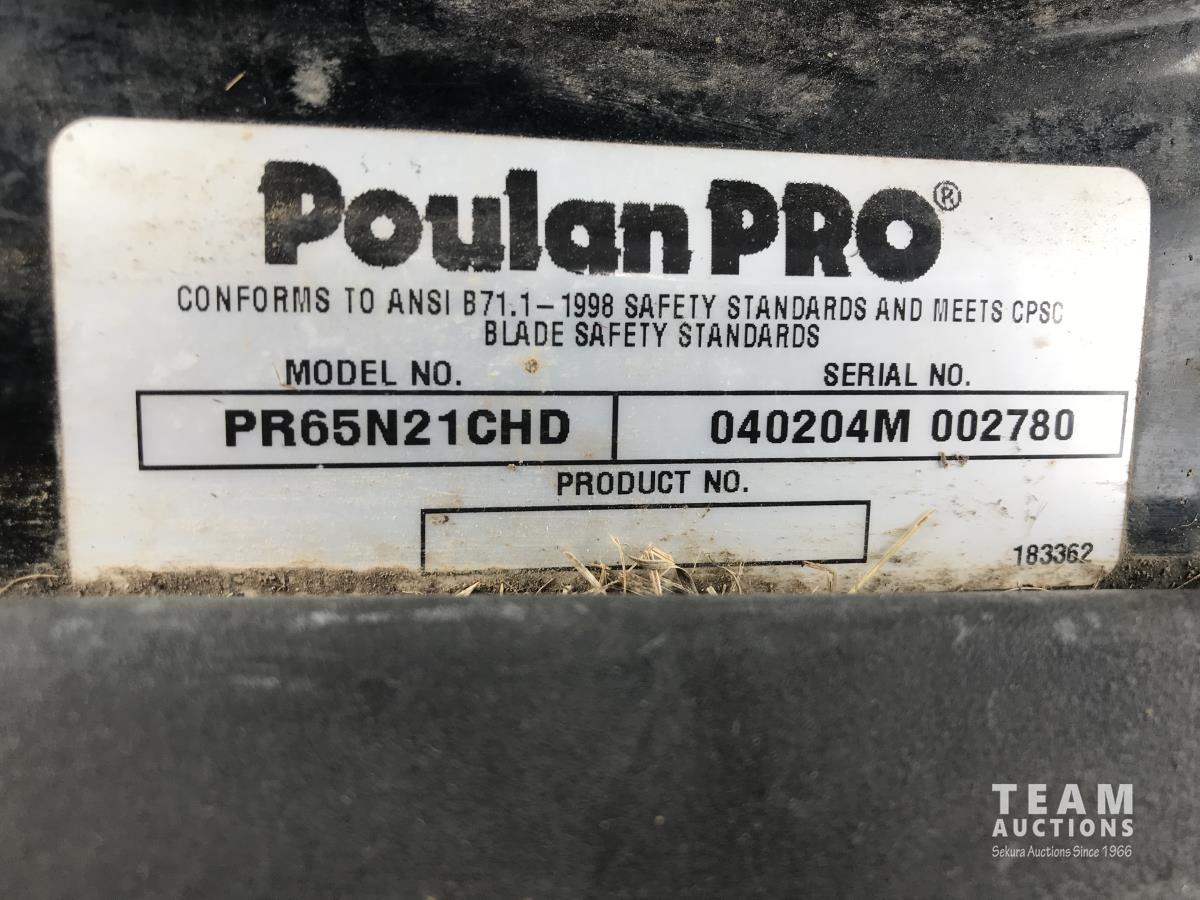 Poulan PRO®
CONFORMS TO ANSI B71.1-1998 SAFETY STANDARDS AND MEETS CPSC
BLADE SAFETY STANDARDS
MODEL NO. SERIAL NO.
PR65N21CHD 040204M 002780
PRODUCT NO.
183362
TEAM
AUCTIONS
Sekura Auctions Since 1966